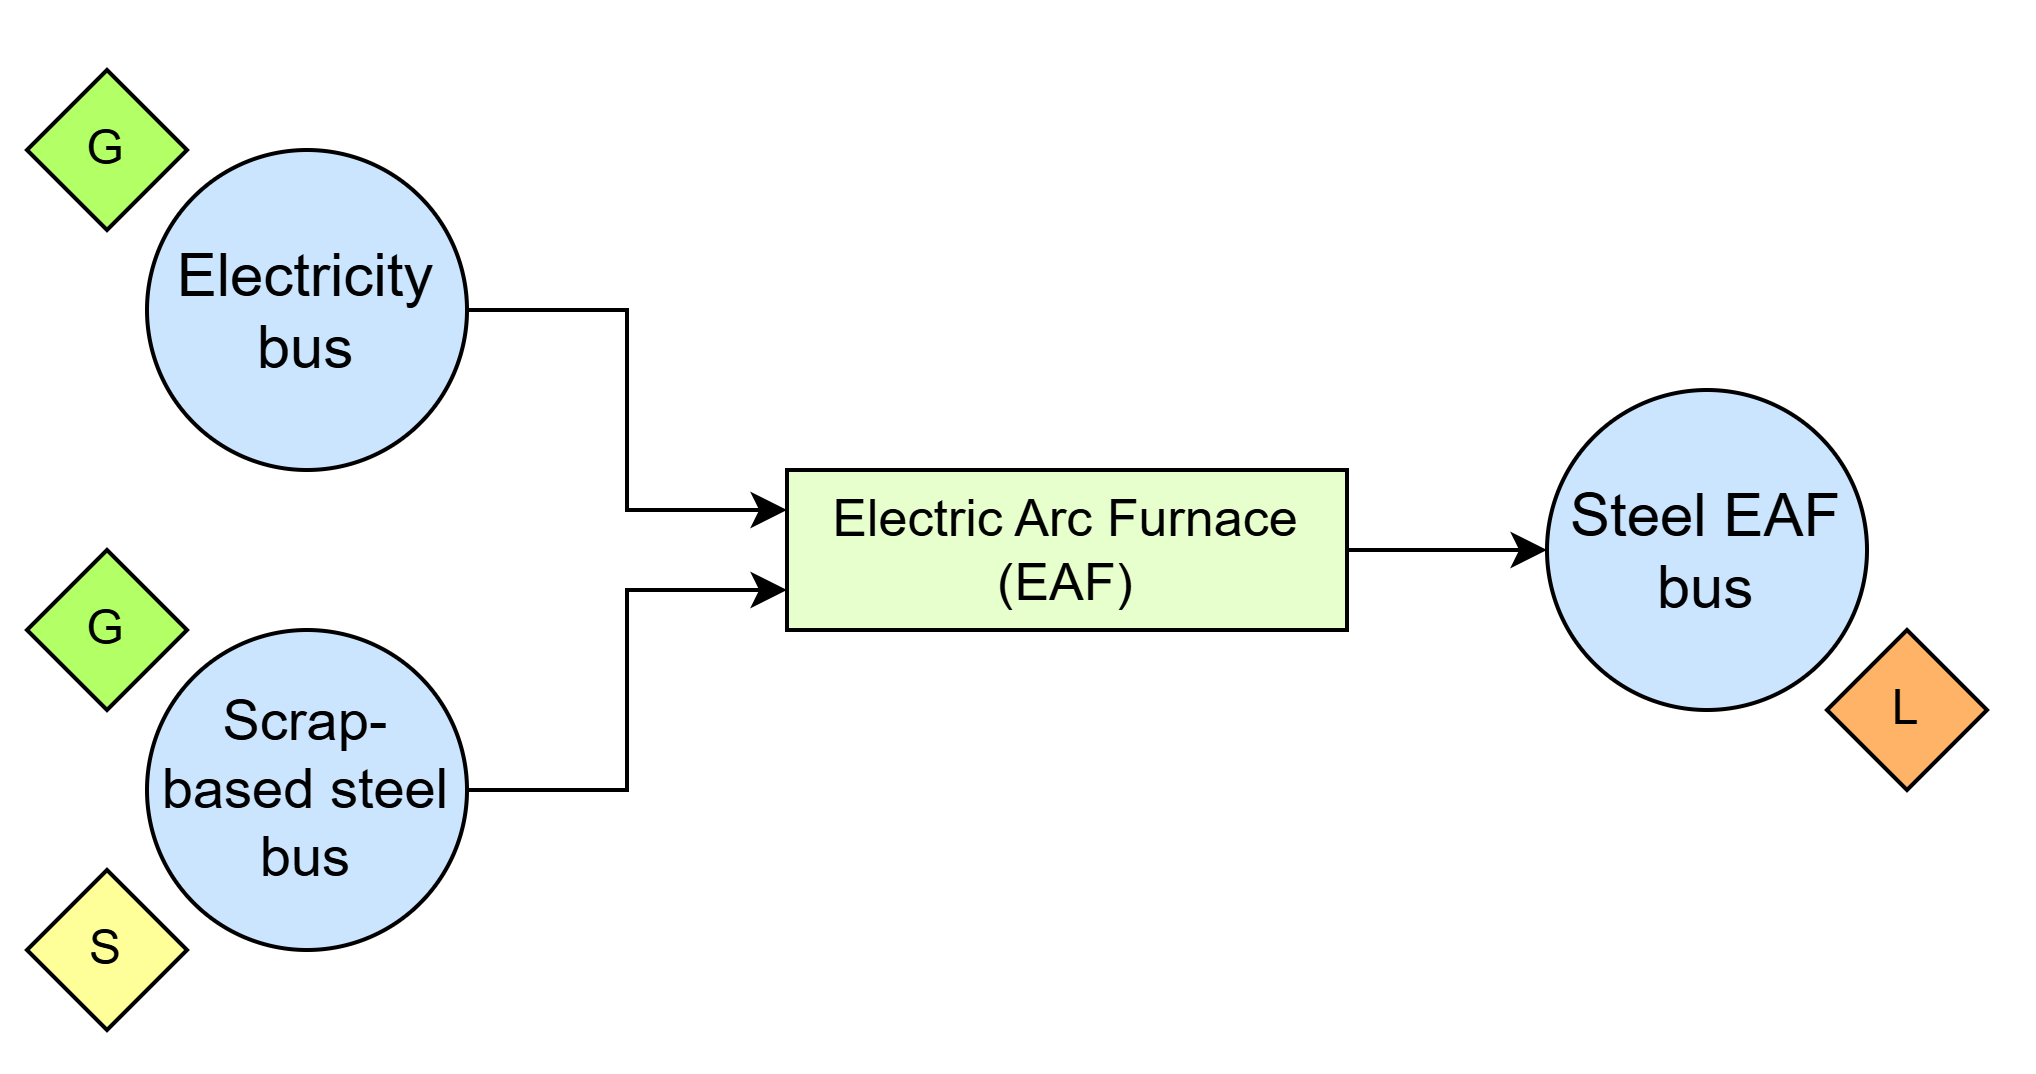 G
Electricity
bus
G
Scrap-
based steel
bus
S
Electric Arc Furnace
(EAF)
Steel EAF
bus
L